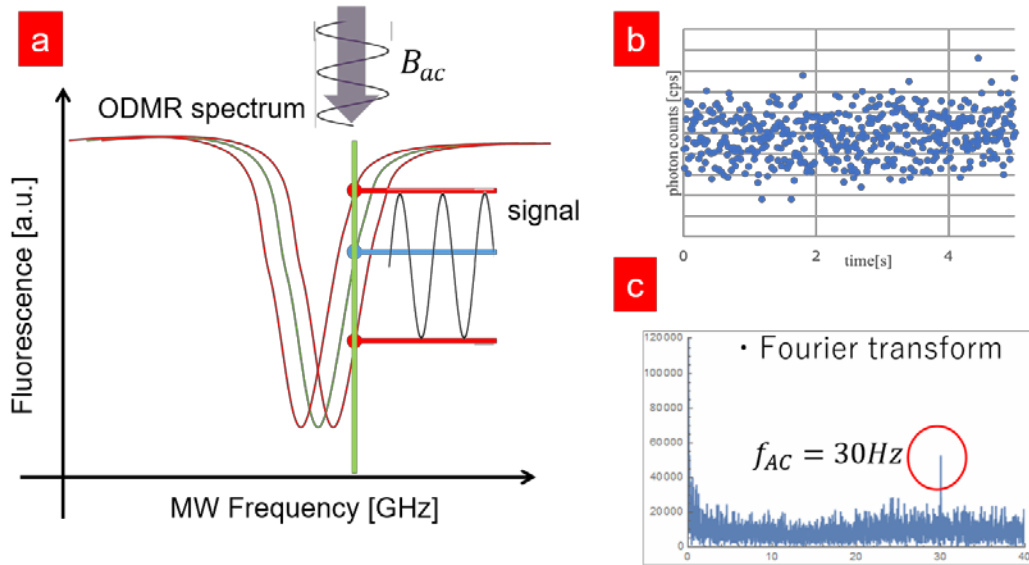 a
ODMR spectrum
B_ac
Fluorescence [a.u.]
signal
MW Frequency [GHz]
b
photon counts [cps]
0 2 4
time[s]
c
120000
100000
80000
60000
40000
20000
0
・Fourier transform
f_AC = 30Hz
0 10 20 30 40